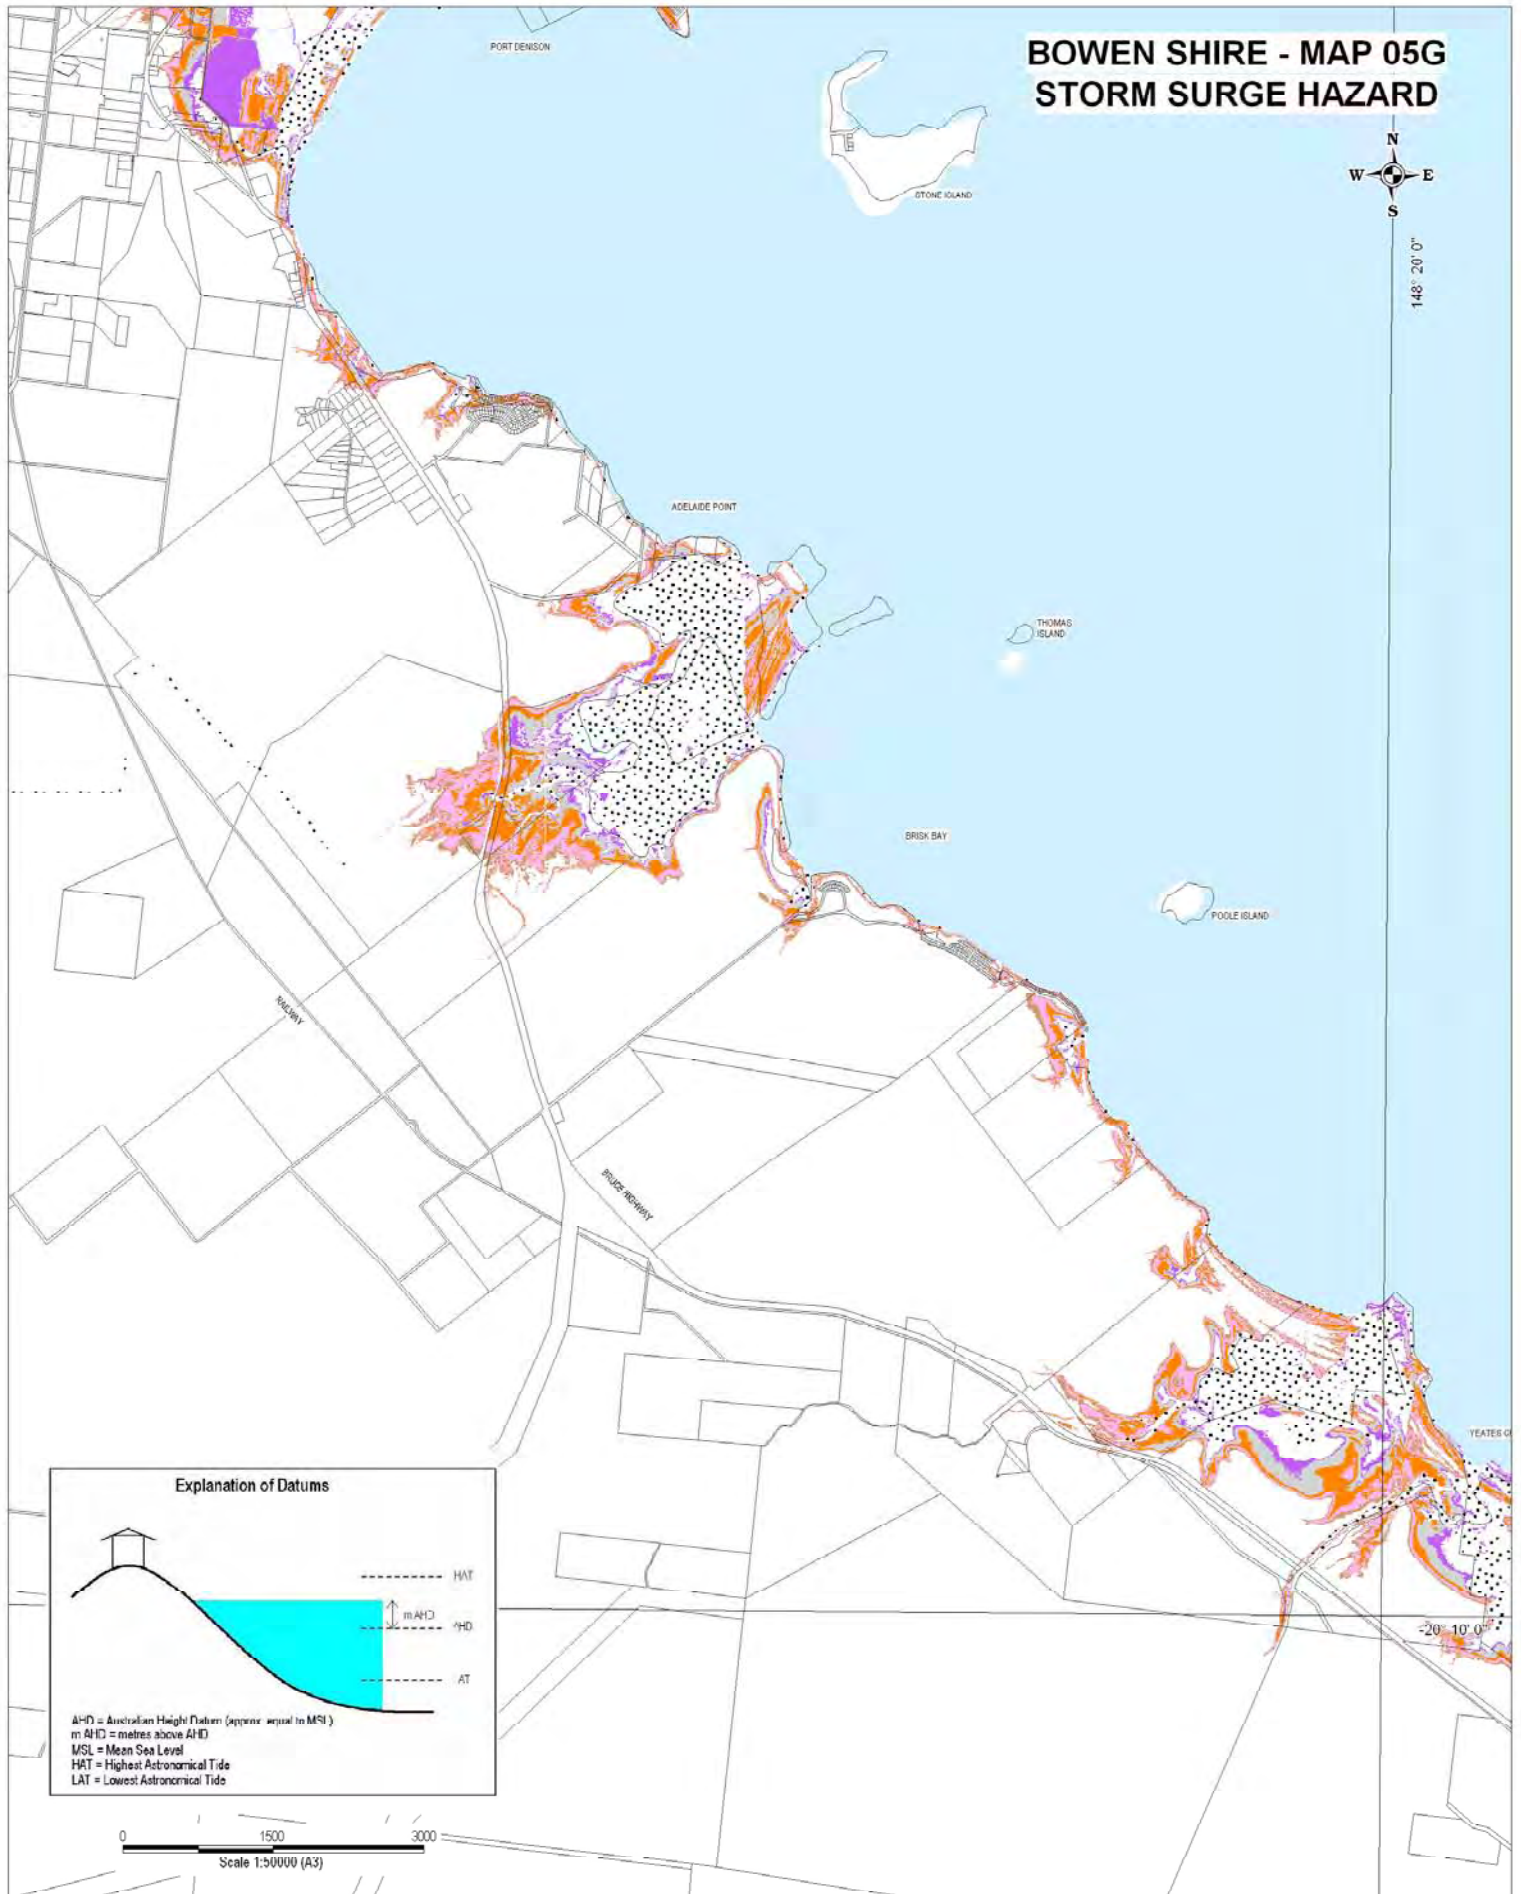 BOWEN SHIRE - MAP 05G
STORM SURGE HAZARD
PORT DENISON
N
W
E
S
STONE ISLAND
148° 20' 0"
ADELAIDE POINT
THOMAS
ISLAND
BRISK BAY
POOLE ISLAND
RAILWAY
BRUCE HIGHWAY
YEATES
Explanation of Datums
HAT
m AHD
AHD
AT
-20° 10' 0"
AHD = Australian Height Datum (approx. equal to MSL)
m AHD = metres above AHD
MSL = Mean Sea Level
HAT = Highest Astronomical Tide
LAT = Lowest Astronomical Tide
0
1500
3000
Scale 1:50000 (A3)